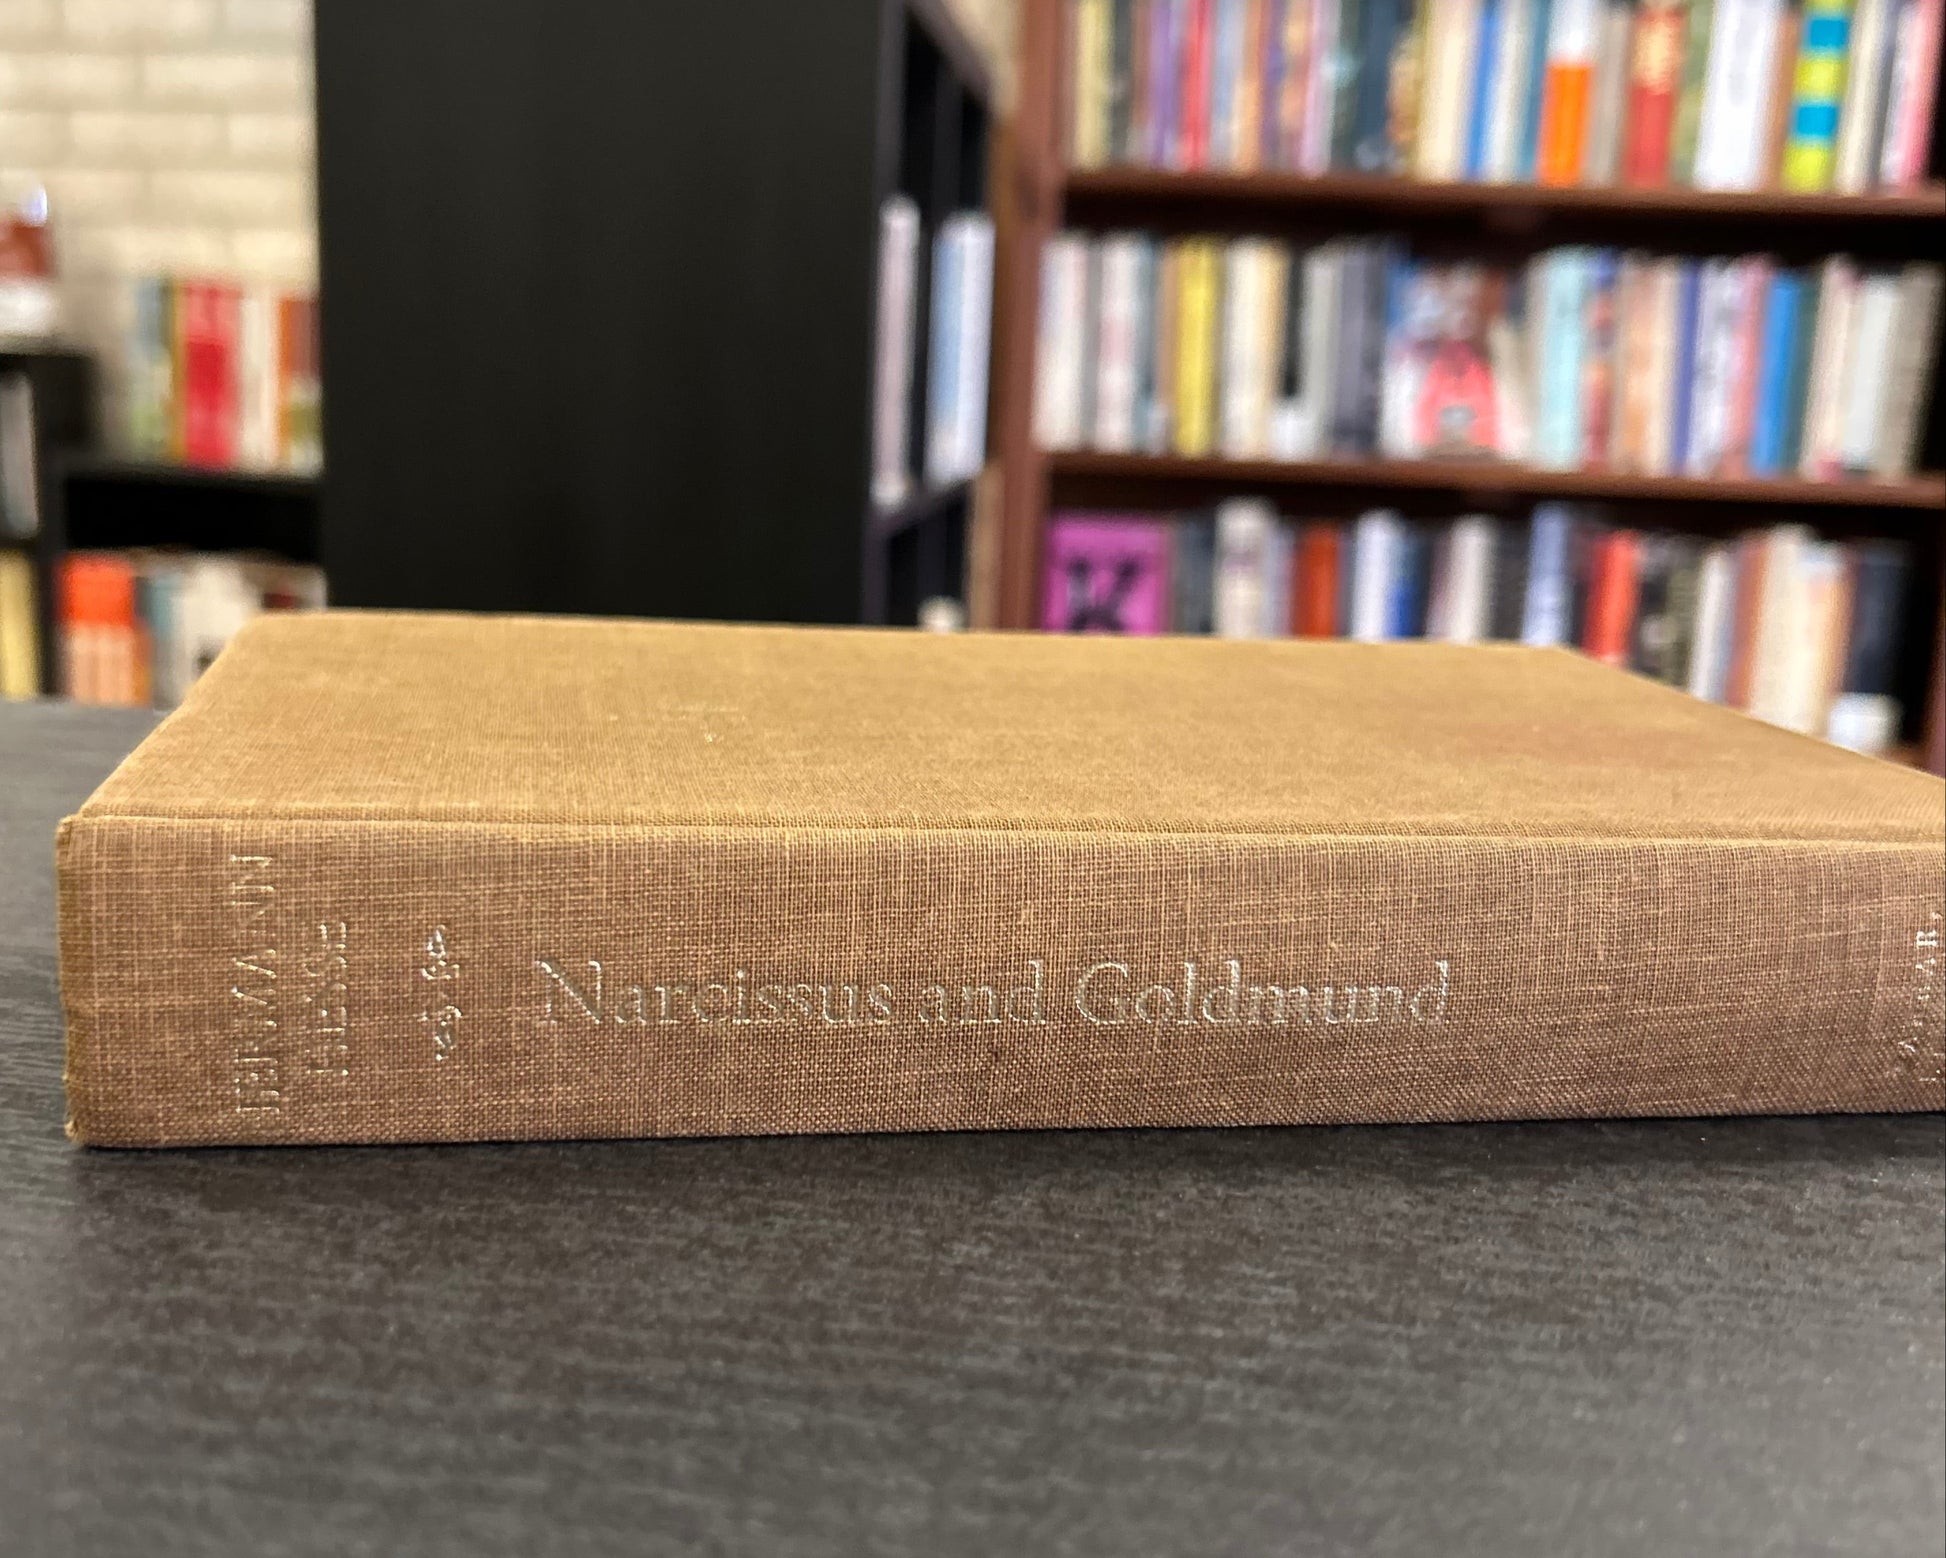 HERMANN
HESSE
Narcissus and Goldmund